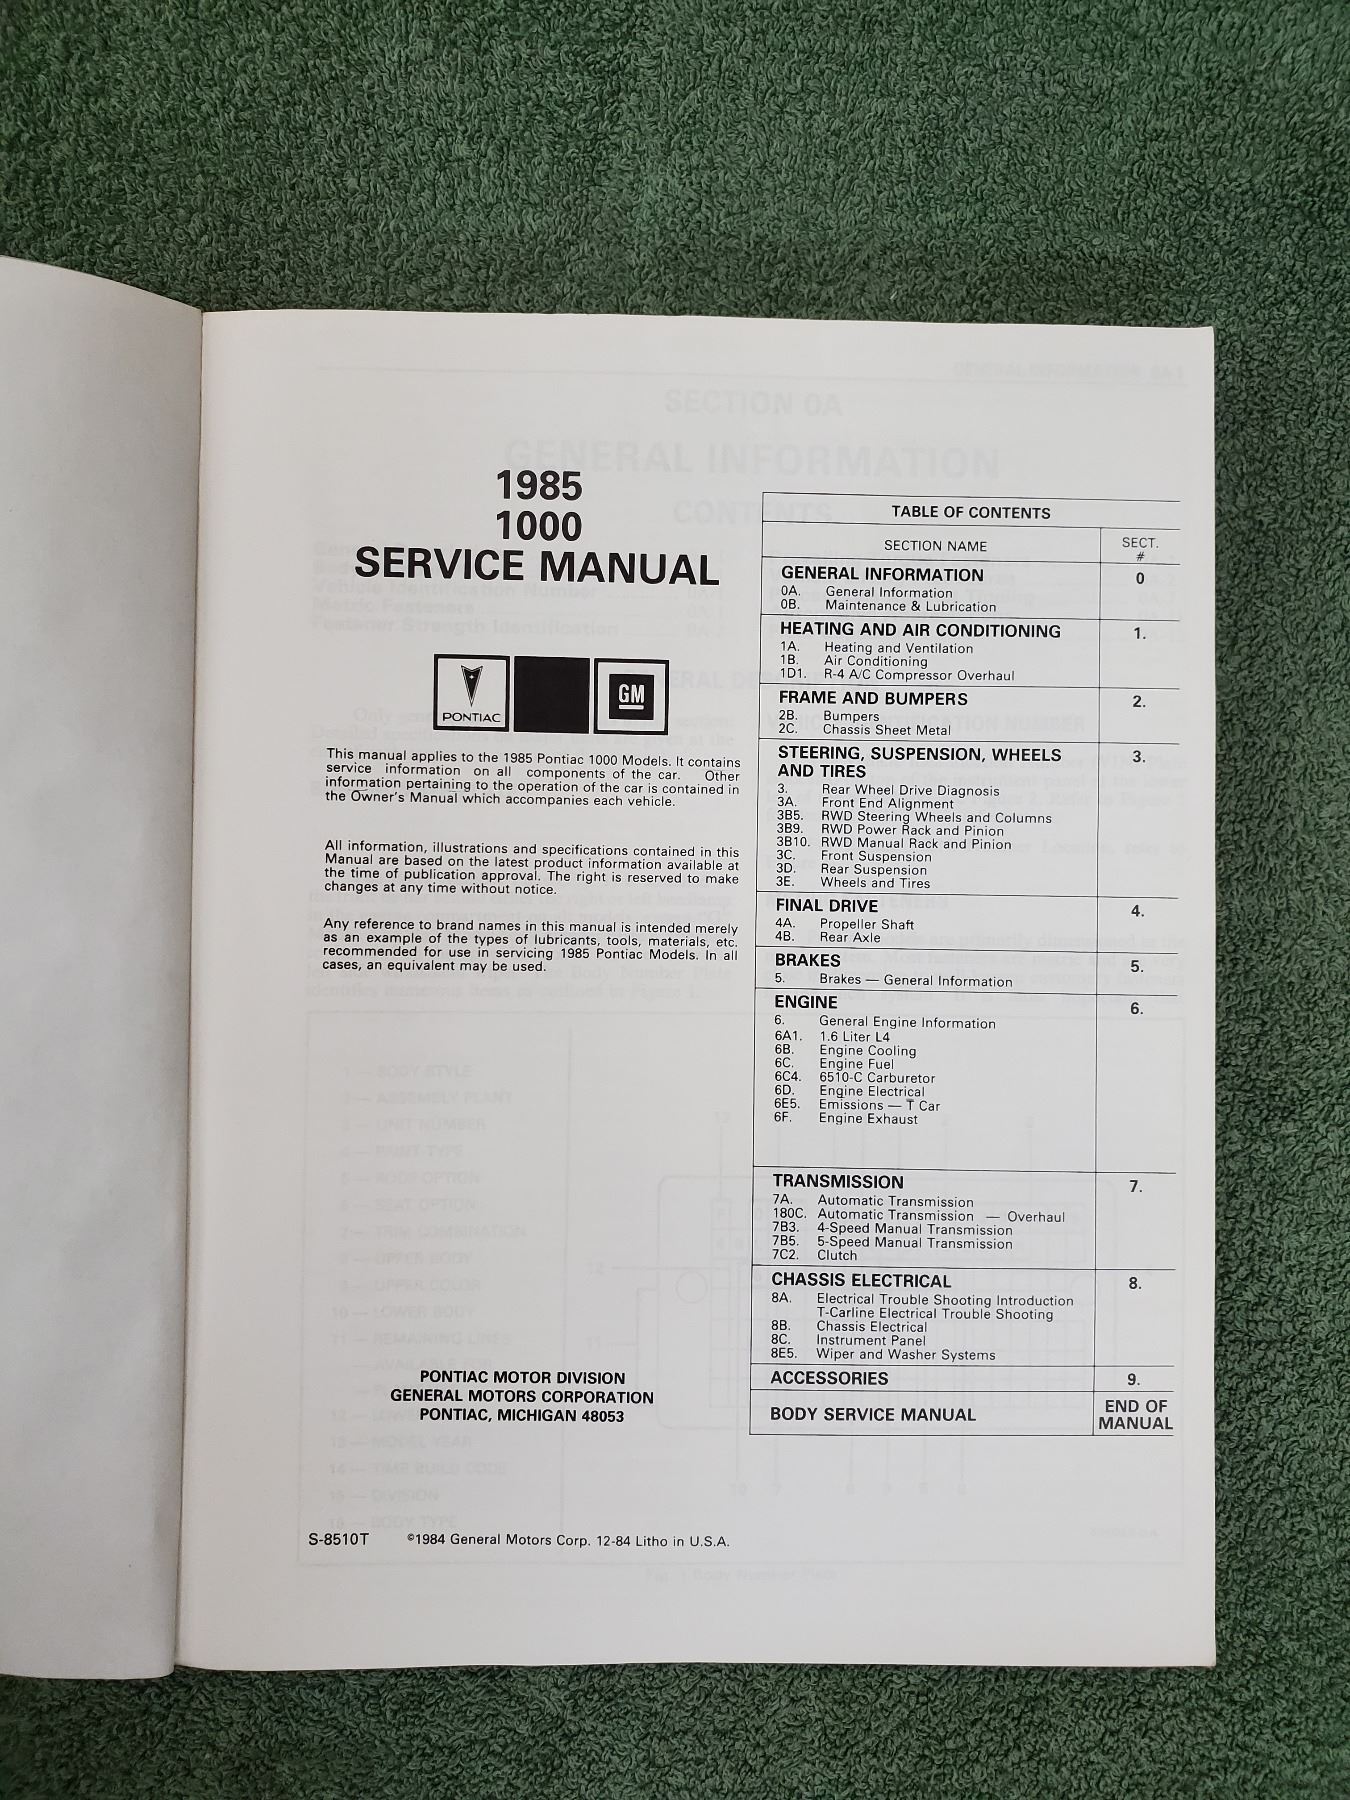 1985
1000
SERVICE MANUAL
PONTIAC
GM
This manual applies to the 1985 Pontiac 1000 Models. It contains
service information on all components of the car. Other
information pertaining to the operation of the car is contained in
the Owner's Manual which accompanies each vehicle.
All information, illustrations and specifications contained in this
Manual are based on the latest product information available at
the time of publication approval. The right is reserved to make
changes at any time without notice.
Any reference to brand names in this manual is intended merely
as an example of the types of lubricants, tools, materials, etc.
recommended for use in servicing 1985 Pontiac Models. In all
cases, an equivalent may be used.
PONTIAC MOTOR DIVISION
GENERAL MOTORS CORPORATION
PONTIAC, MICHIGAN 48053
S-8510T ©1984 General Motors Corp. 12-84 Litho in U.S.A.
TABLE OF CONTENTS
SECTION NAME SECT. #
GENERAL INFORMATION 0
0A. General Information
0B. Maintenance & Lubrication
HEATING AND AIR CONDITIONING 1.
1A. Heating and Ventilation
1B. Air Conditioning
1D1. R-4 A/C Compressor Overhaul
FRAME AND BUMPERS 2.
2B. Bumpers
2C. Chassis Sheet Metal
STEERING, SUSPENSION, WHEELS 3.
AND TIRES
3. Rear Wheel Drive Diagnosis
3A. Front End Alignment
3B5. RWD Steering Wheels and Columns
3B9. RWD Power Rack and Pinion
3B10. RWD Manual Rack and Pinion
3C. Front Suspension
3D. Rear Suspension
3E. Wheels and Tires
FINAL DRIVE 4.
4A. Propeller Shaft
4B. Rear Axle
BRAKES 5.
5. Brakes — General Information
ENGINE 6.
6. General Engine Information
6A1. 1.6 Liter L4
6B. Engine Cooling
6C. Engine Fuel
6C4. 6510-C Carburetor
6D. Engine Electrical
6E5. Emissions — T Car
6F. Engine Exhaust
TRANSMISSION 7.
7A. Automatic Transmission
180C. Automatic Transmission — Overhaul
7B3. 4-Speed Manual Transmission
7B5. 5-Speed Manual Transmission
7C2. Clutch
CHASSIS ELECTRICAL 8.
8A. Electrical Trouble Shooting Introduction
T-Carline Electrical Trouble Shooting
8B. Chassis Electrical
8C. Instrument Panel
8E5. Wiper and Washer Systems
ACCESSORIES 9.
BODY SERVICE MANUAL END OF MANUAL
SECTION 0A
GENERAL INFORMATION
CONTENTS